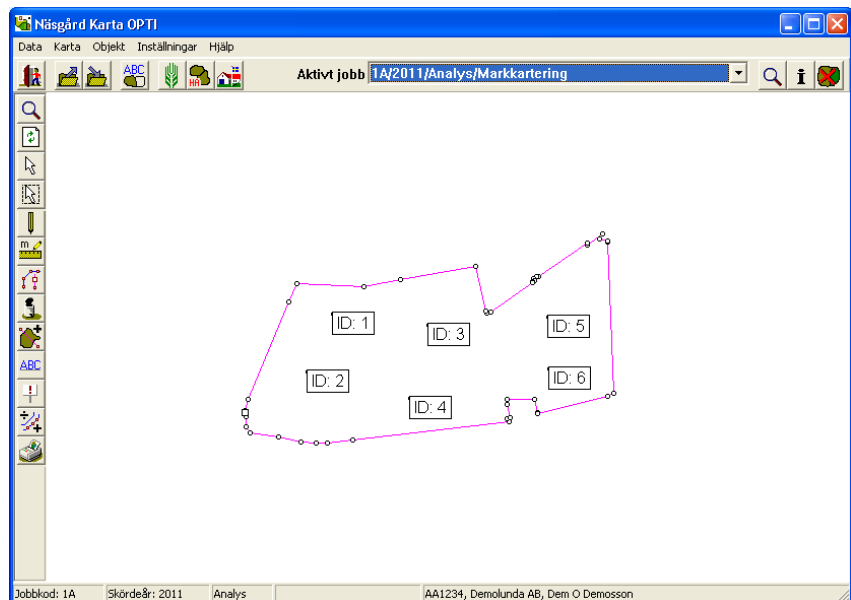 Näsgård Karta OPTI
Data Karta Objekt Inställningar Hjälp
ABC HA Aktivt jobb 1A/2011/Analys/Markkartering i
m
ABC
ID: 1
ID: 3
ID: 5
ID: 2
ID: 6
ID: 4
Jobbkod: 1A Skördeår: 2011 Analys AA1234, Demolunda AB, Dem O Demosson